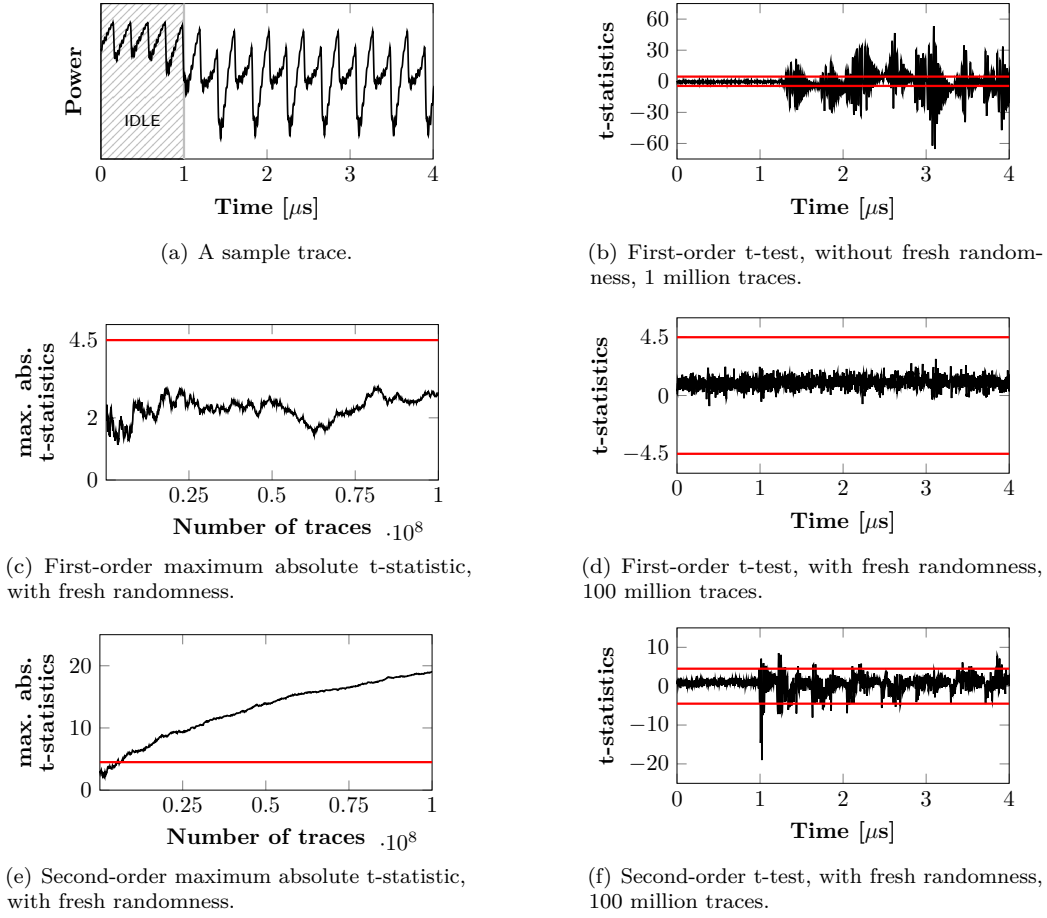 Power
IDLE
0 1 2 3 4
Time [μs]
(a) A sample trace.
t-statistics
60
30
0
−30
−60
0 1 2 3 4
Time [μs]
(b) First-order t-test, without fresh random-
ness, 1 million traces.
max. abs.
t-statistics
4.5
2
0
0.25 0.5 0.75 1
Number of traces ·10⁸
(c) First-order maximum absolute t-statistic,
with fresh randomness.
t-statistics
4.5
0
−4.5
0 1 2 3 4
Time [μs]
(d) First-order t-test, with fresh randomness,
100 million traces.
max. abs.
t-statistics
20
10
0
0.25 0.5 0.75 1
Number of traces ·10⁸
(e) Second-order maximum absolute t-statistic,
with fresh randomness.
t-statistics
10
0
−10
−20
0 1 2 3 4
Time [μs]
(f) Second-order t-test, with fresh randomness,
100 million traces.